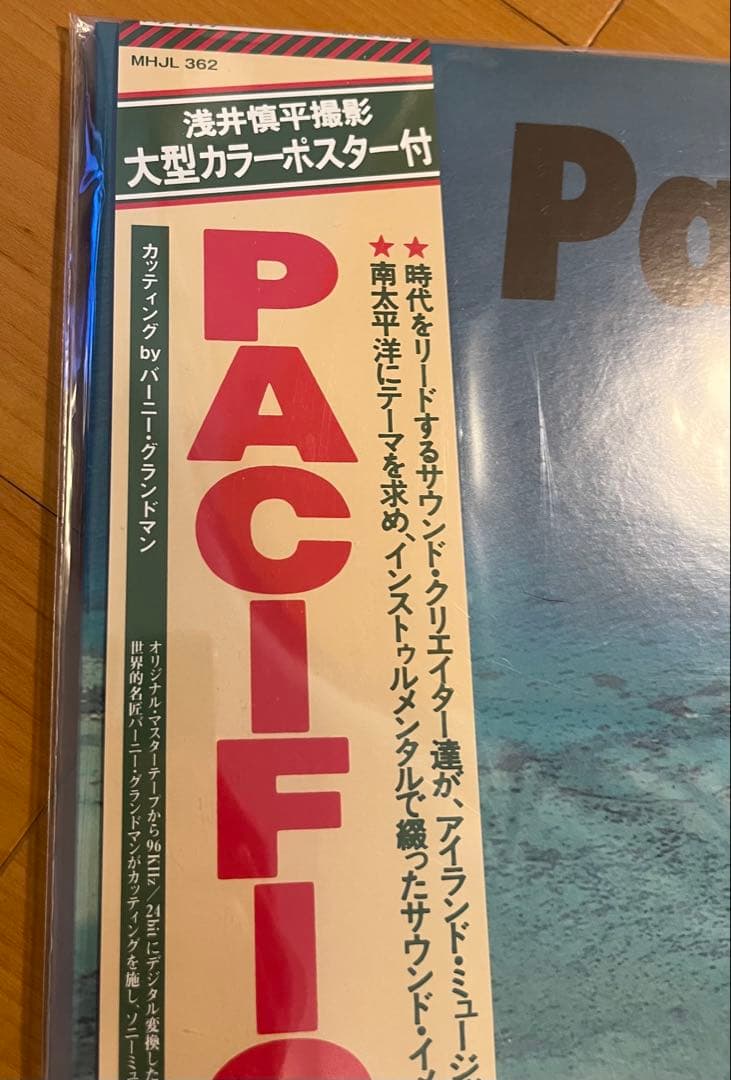 MHJL 362
浅井慎平撮影
大型カラーポスター付
Pa
PACIFIC
★時代をリードするサウンド・クリエイター達が、アイランド・ミュージ
★南太平洋にテーマを求め、インストゥルメンタルで綴ったサウンド・イメ
カッティング by バーニー・グランドマン
オリジナル・マスターテープから96KHz/24bitにデジタル変換した
世界的名匠バーニー・グランドマンがカッティングを施し、ソニーミュ